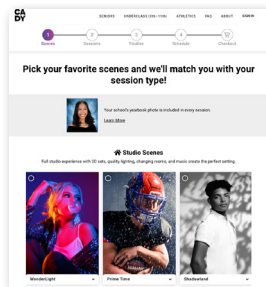 CADY
SENIORS UNDERCLASS (K5-11TH) ATHLETICS FAQ ABOUT SIGN IN
1 2 3 4
Scenes Sessions Finalize Schedule Checkout
Pick your favorite scenes and we'll match you with your
session type!
Your school's yearbook photo is included in every session.
Learn More
Studio Scenes
Full studio experience with 3D sets, quality lighting, changing rooms, and music create the perfect setting.
WonderLight Prime Time Shadowland